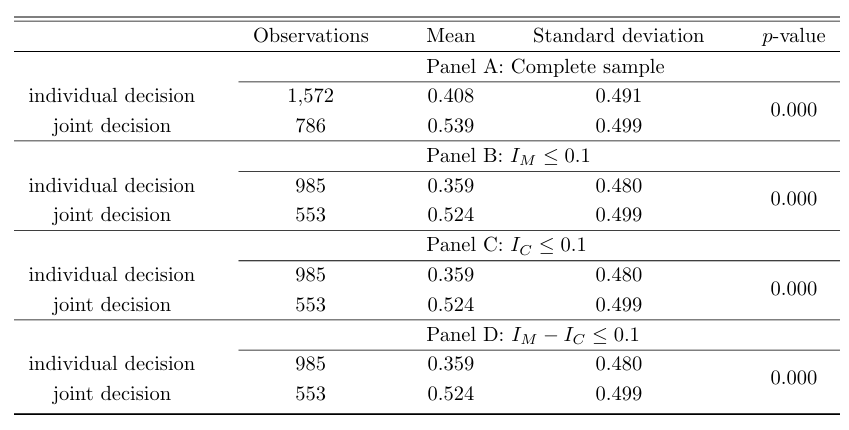 Observations Mean Standard deviation p-value
Panel A: Complete sample
individual decision 1,572 0.408 0.491 0.000
joint decision 786 0.539 0.499
Panel B: I_M ≤ 0.1
individual decision 985 0.359 0.480 0.000
joint decision 553 0.524 0.499
Panel C: I_C ≤ 0.1
individual decision 985 0.359 0.480 0.000
joint decision 553 0.524 0.499
Panel D: I_M − I_C ≤ 0.1
individual decision 985 0.359 0.480 0.000
joint decision 553 0.524 0.499